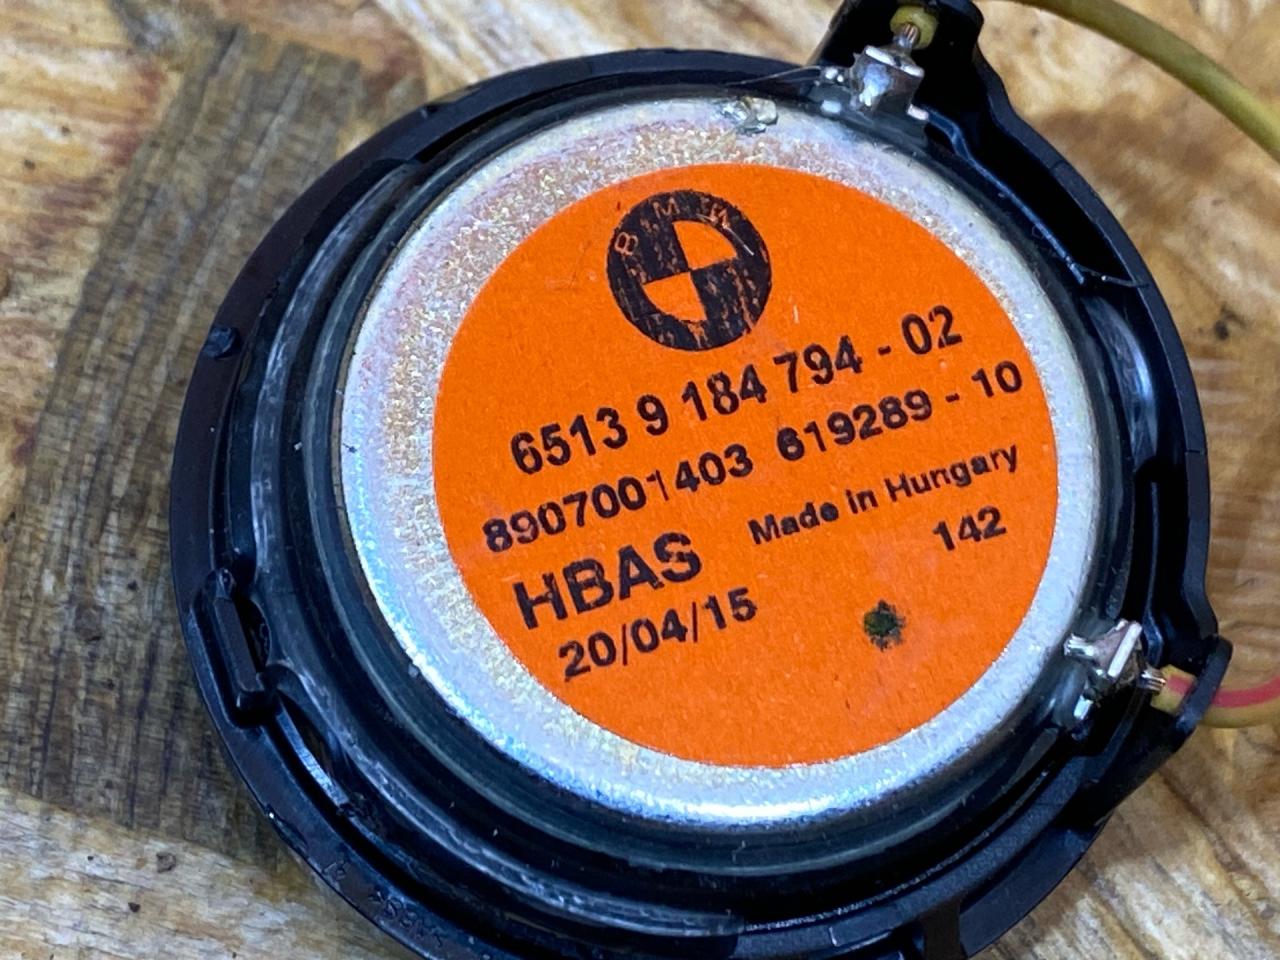 BMW
6513 9 184 794 - 02
8907001403 619289 - 10
Made in Hungary
HBAS
142
20/04/15